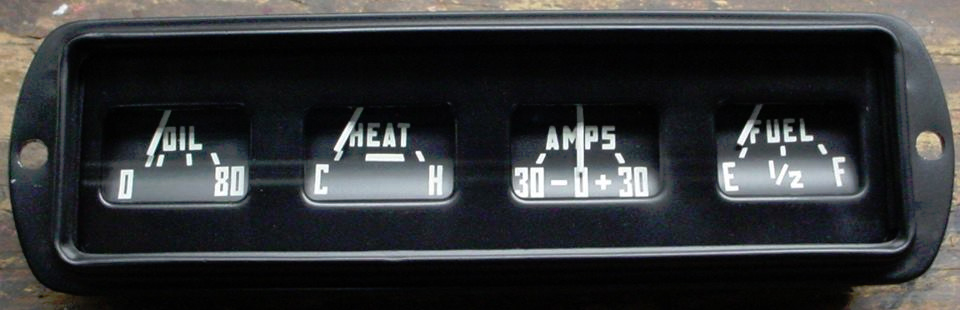 OIL
0 80
HEAT
C H
AMPS
30 - 0 + 30
FUEL
E 1/2 F